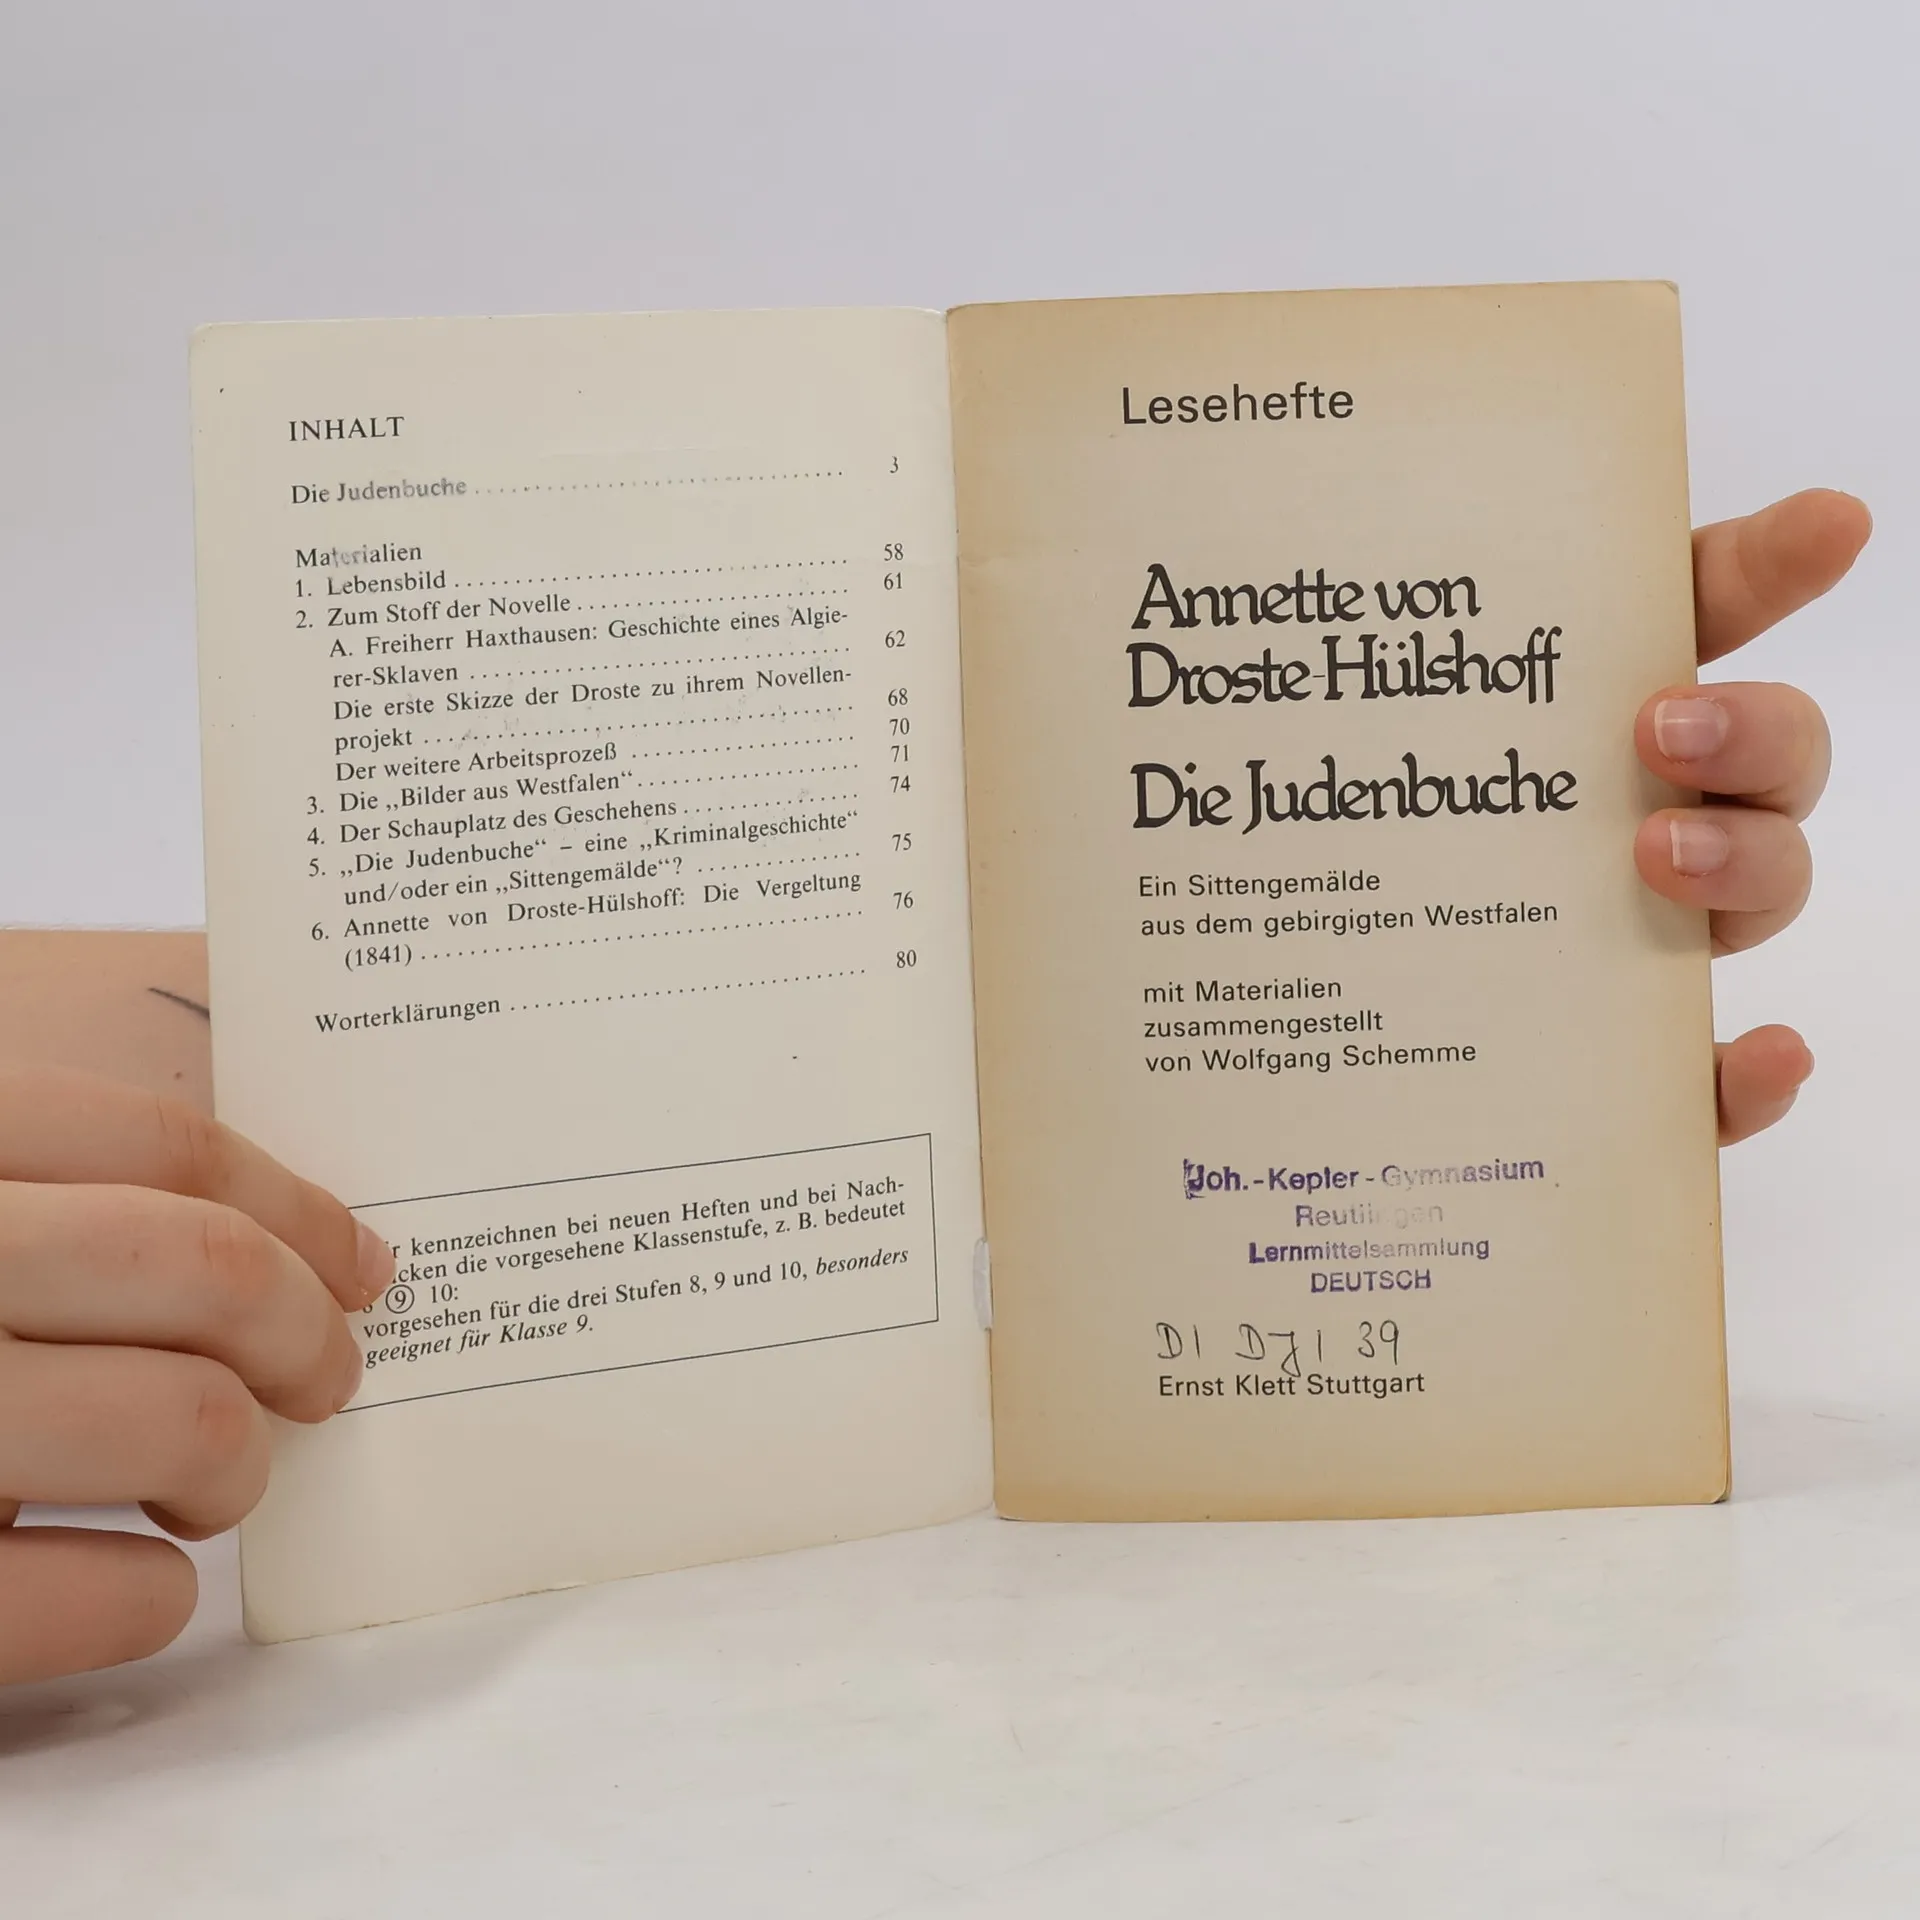 INHALT
Die Judenbuche ........................ 3
Materialien
1. Lebensbild ........................ 58
2. Zum Stoff der Novelle ........................ 61
A. Freiherr Haxthausen: Geschichte eines Algie-
rer-Sklaven ........................ 62
Die erste Skizze der Droste zu ihrem Novellen-
projekt ........................ 68
Der weitere Arbeitsprozeß ........................ 70
3. Die „Bilder aus Westfalen“ ........................ 71
4. Der Schauplatz des Geschehens ........................ 74
5. „Die Judenbuche“ – eine „Kriminalgeschichte“
und/oder ein „Sittengemälde“? ........................ 75
6. Annette von Droste-Hülshoff: Die Vergeltung
(1841) ........................ 76
Worterklärungen ........................ 80
kennzeichnen bei neuen Heften und bei Nach-
die vorgesehene Klassenstufe, z. B. bedeutet
⑨ 10:
vorgesehen für die drei Stufen 8, 9 und 10, besonders
geeignet für Klasse 9.
Lesehefte
Annette von
Droste-Hülshoff
Die Judenbuche
Ein Sittengemälde
aus dem gebirgigten Westfalen
mit Materialien
zusammengestellt
von Wolfgang Schemme
Joh.-Kepler-Gymnasium
Reutlingen
Lernmittelsammlung
DEUTSCH
39
Ernst Klett Stuttgart